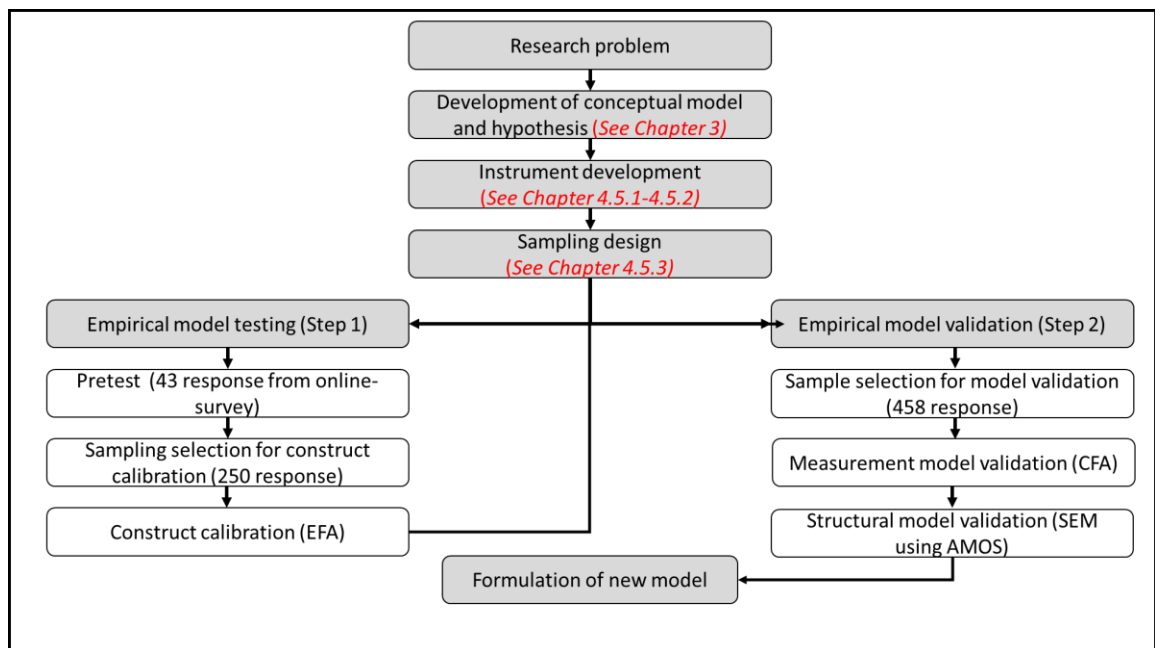 Research problem
Development of conceptual model
and hypothesis (See Chapter 3)
Instrument development
(See Chapter 4.5.1-4.5.2)
Sampling design
(See Chapter 4.5.3)
Empirical model testing (Step 1)
Pretest (43 response from online-
survey)
Sampling selection for construct
calibration (250 response)
Construct calibration (EFA)
Empirical model validation (Step 2)
Sample selection for model validation
(458 response)
Measurement model validation (CFA)
Structural model validation (SEM
using AMOS)
Formulation of new model